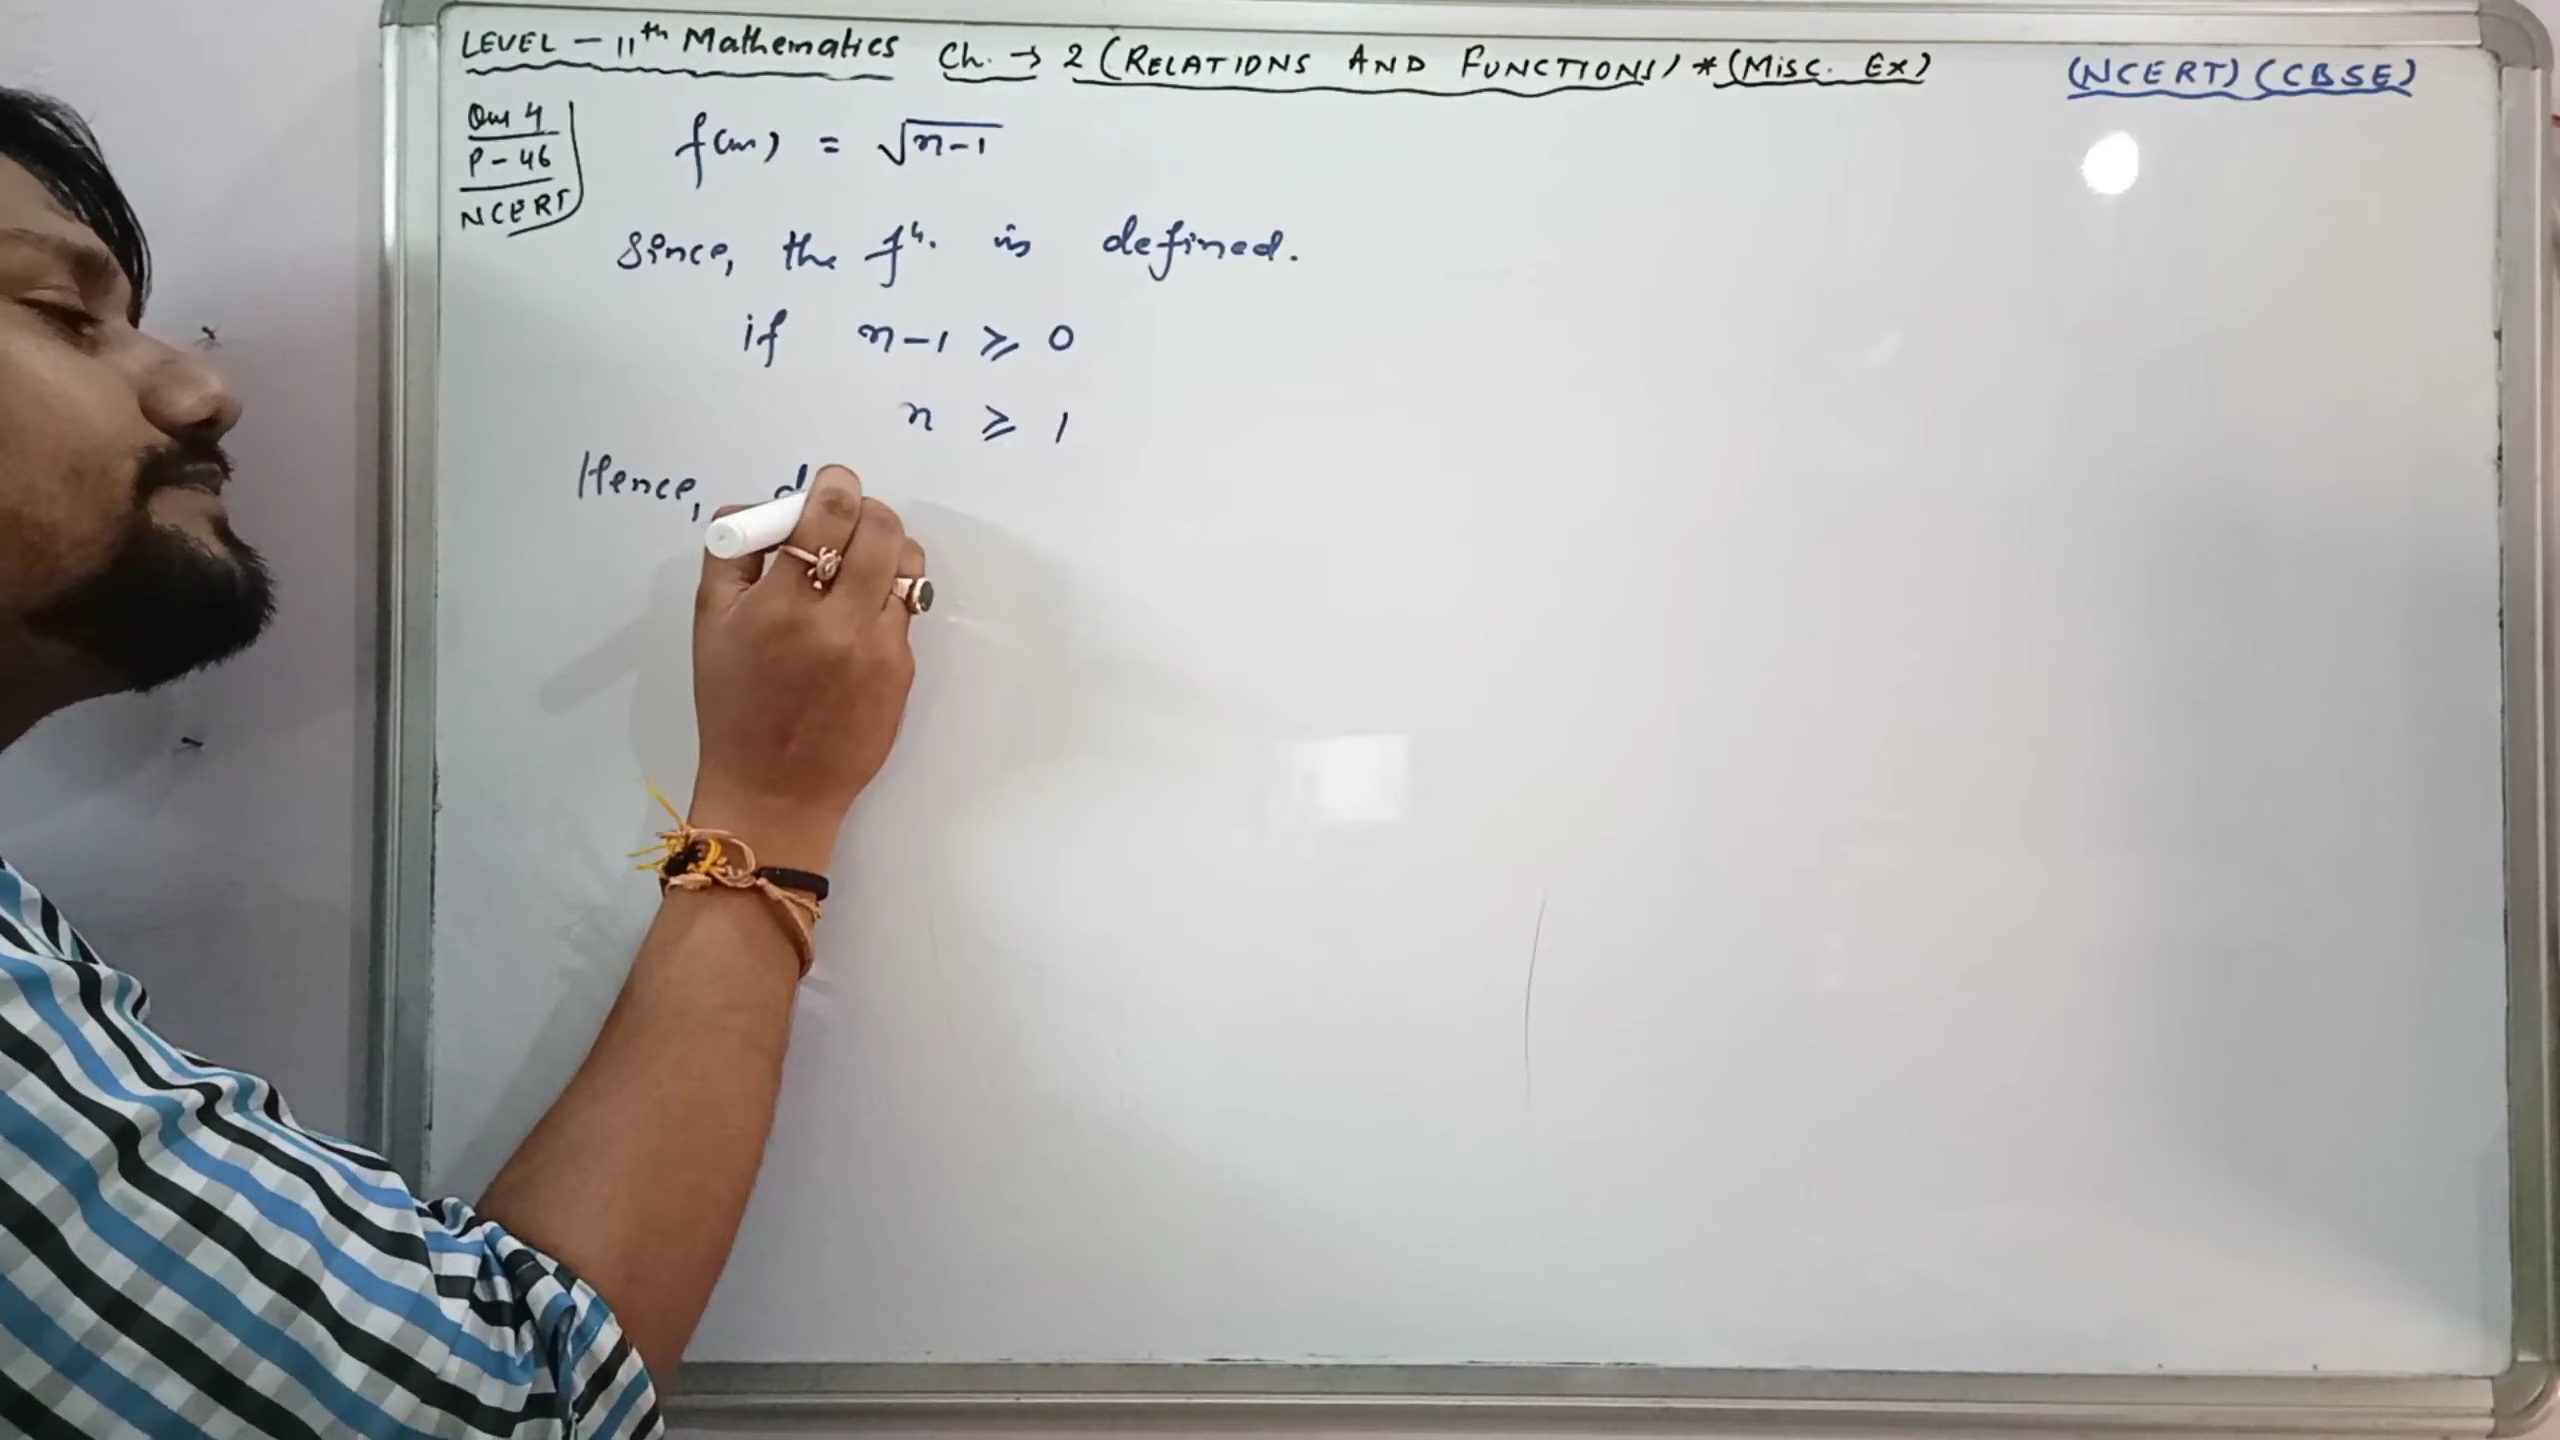 LEVEL - 11th Mathematics Ch. → 2 (RELATIONS AND FUNCTIONS) * (Misc. Ex) (NCERT) (CBSE)
Qus 4
P - 46
NCERT
f(x) = √x-1
Since, the fn. is defined.
if x-1 ≥ 0
x ≥ 1
Hence, d